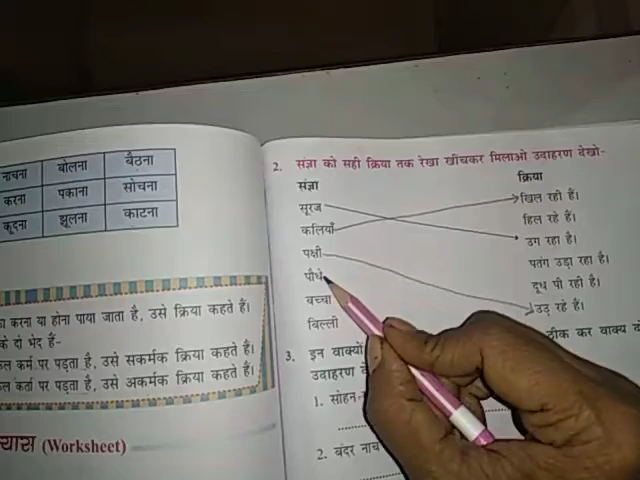 नाचना बोलना बैठना
करना पकाना सोचना
कूदना झूलना काटना
करना या होना पाया जाता है, उसे क्रिया कहते हैं।
के दो भेद हैं-
कर्म पर पड़ता है, उसे सकर्मक क्रिया कहते हैं।
कर्ता पर पड़ता है, उसे अकर्मक क्रिया कहते हैं।
(Worksheet)
2. संज्ञा को सही क्रिया तक रेखा खींचकर मिलाओ उदाहरण देखो-
संज्ञा क्रिया
सूरज खिल रही हैं।
कलियाँ हिल रहे हैं।
पक्षी उग रहा है।
पौधे पतंग उड़ा रहा है।
बच्चा दूध पी रही है।
बिल्ली उड़ रहे हैं।
3. इन वाक्यों ठीक कर वाक्य
उदाहरण
1. सोहन
2. बंदर नाच